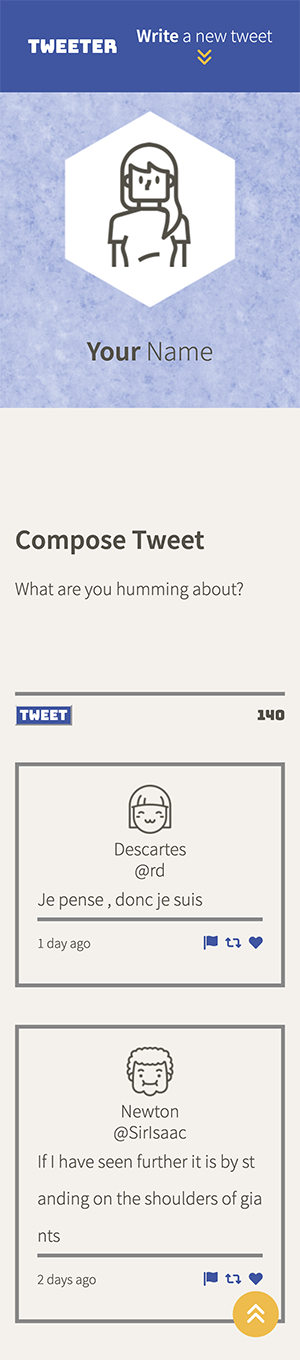 TWEETER
Write a new tweet
Your Name
Compose Tweet
What are you humming about?
TWEET 140
Descartes
@rd
Je pense , donc je suis
1 day ago
Newton
@SirIsaac
If I have seen further it is by st
anding on the shoulders of gia
nts
2 days ago